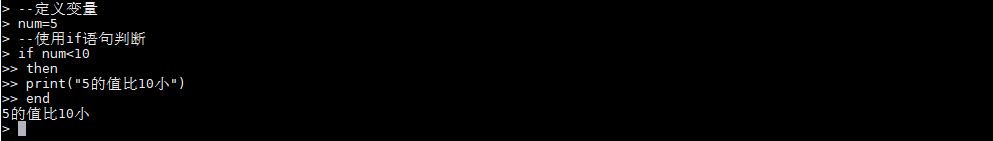 > --定义变量
> num=5
> --使用if语句判断
> if num<10
>> then
>> print("5的值比10小")
>> end
5的值比10小
>